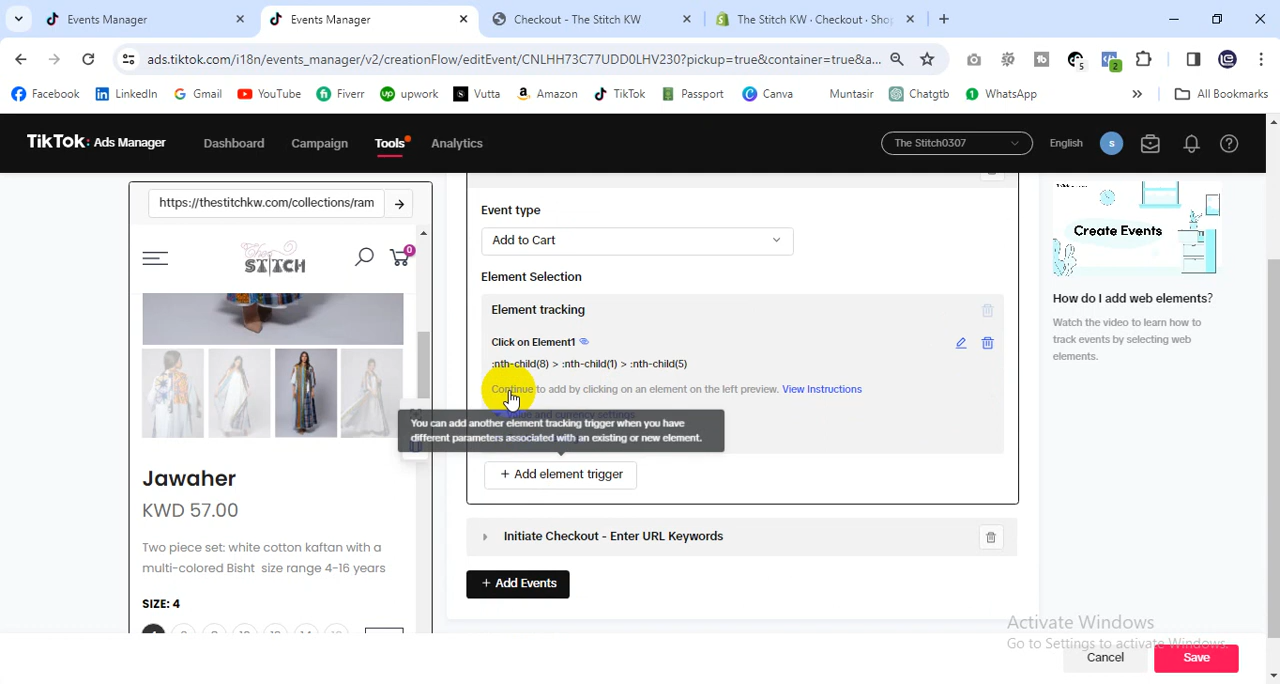 Events Manager
Events Manager
Checkout - The Stitch KW
The Stitch KW · Checkout · Sho
ads.tiktok.com/i18n/events_manager/v2/creationFlow/editEvent/CNLHH73C77UDD0LHV230?pickup=true&container=true&a...
5
2
Facebook
LinkedIn
Gmail
YouTube
Fiverr
upwork
Vutta
Amazon
TikTok
Passport
Canva
Muntasir
Chatgtb
WhatsApp
All Bookmarks
TikTok: Ads Manager
Dashboard
Campaign
Tools
Analytics
The Stitch0307
English
S
https://thestitchkw.com/collections/ram
The
STITCH
0
Jawaher
KWD 57.00
Two piece set: white cotton kaftan with a
multi-colored Bisht size range 4-16 years
SIZE: 4
Event type
Add to Cart
Element Selection
Element tracking
Click on Element1
:nth-child(8) > :nth-child(1) > :nth-child(5)
Continue to add by clicking on an element on the left preview. View Instructions
Value and currency settings
You can add another element tracking trigger when you have
different parameters associated with an existing or new element.
+ Add element trigger
Initiate Checkout - Enter URL Keywords
+ Add Events
Create Events
How do I add web elements?
Watch the video to learn how to
track events by selecting web
elements.
Activate Windows
Go to Settings to activate Windows.
Cancel
Save